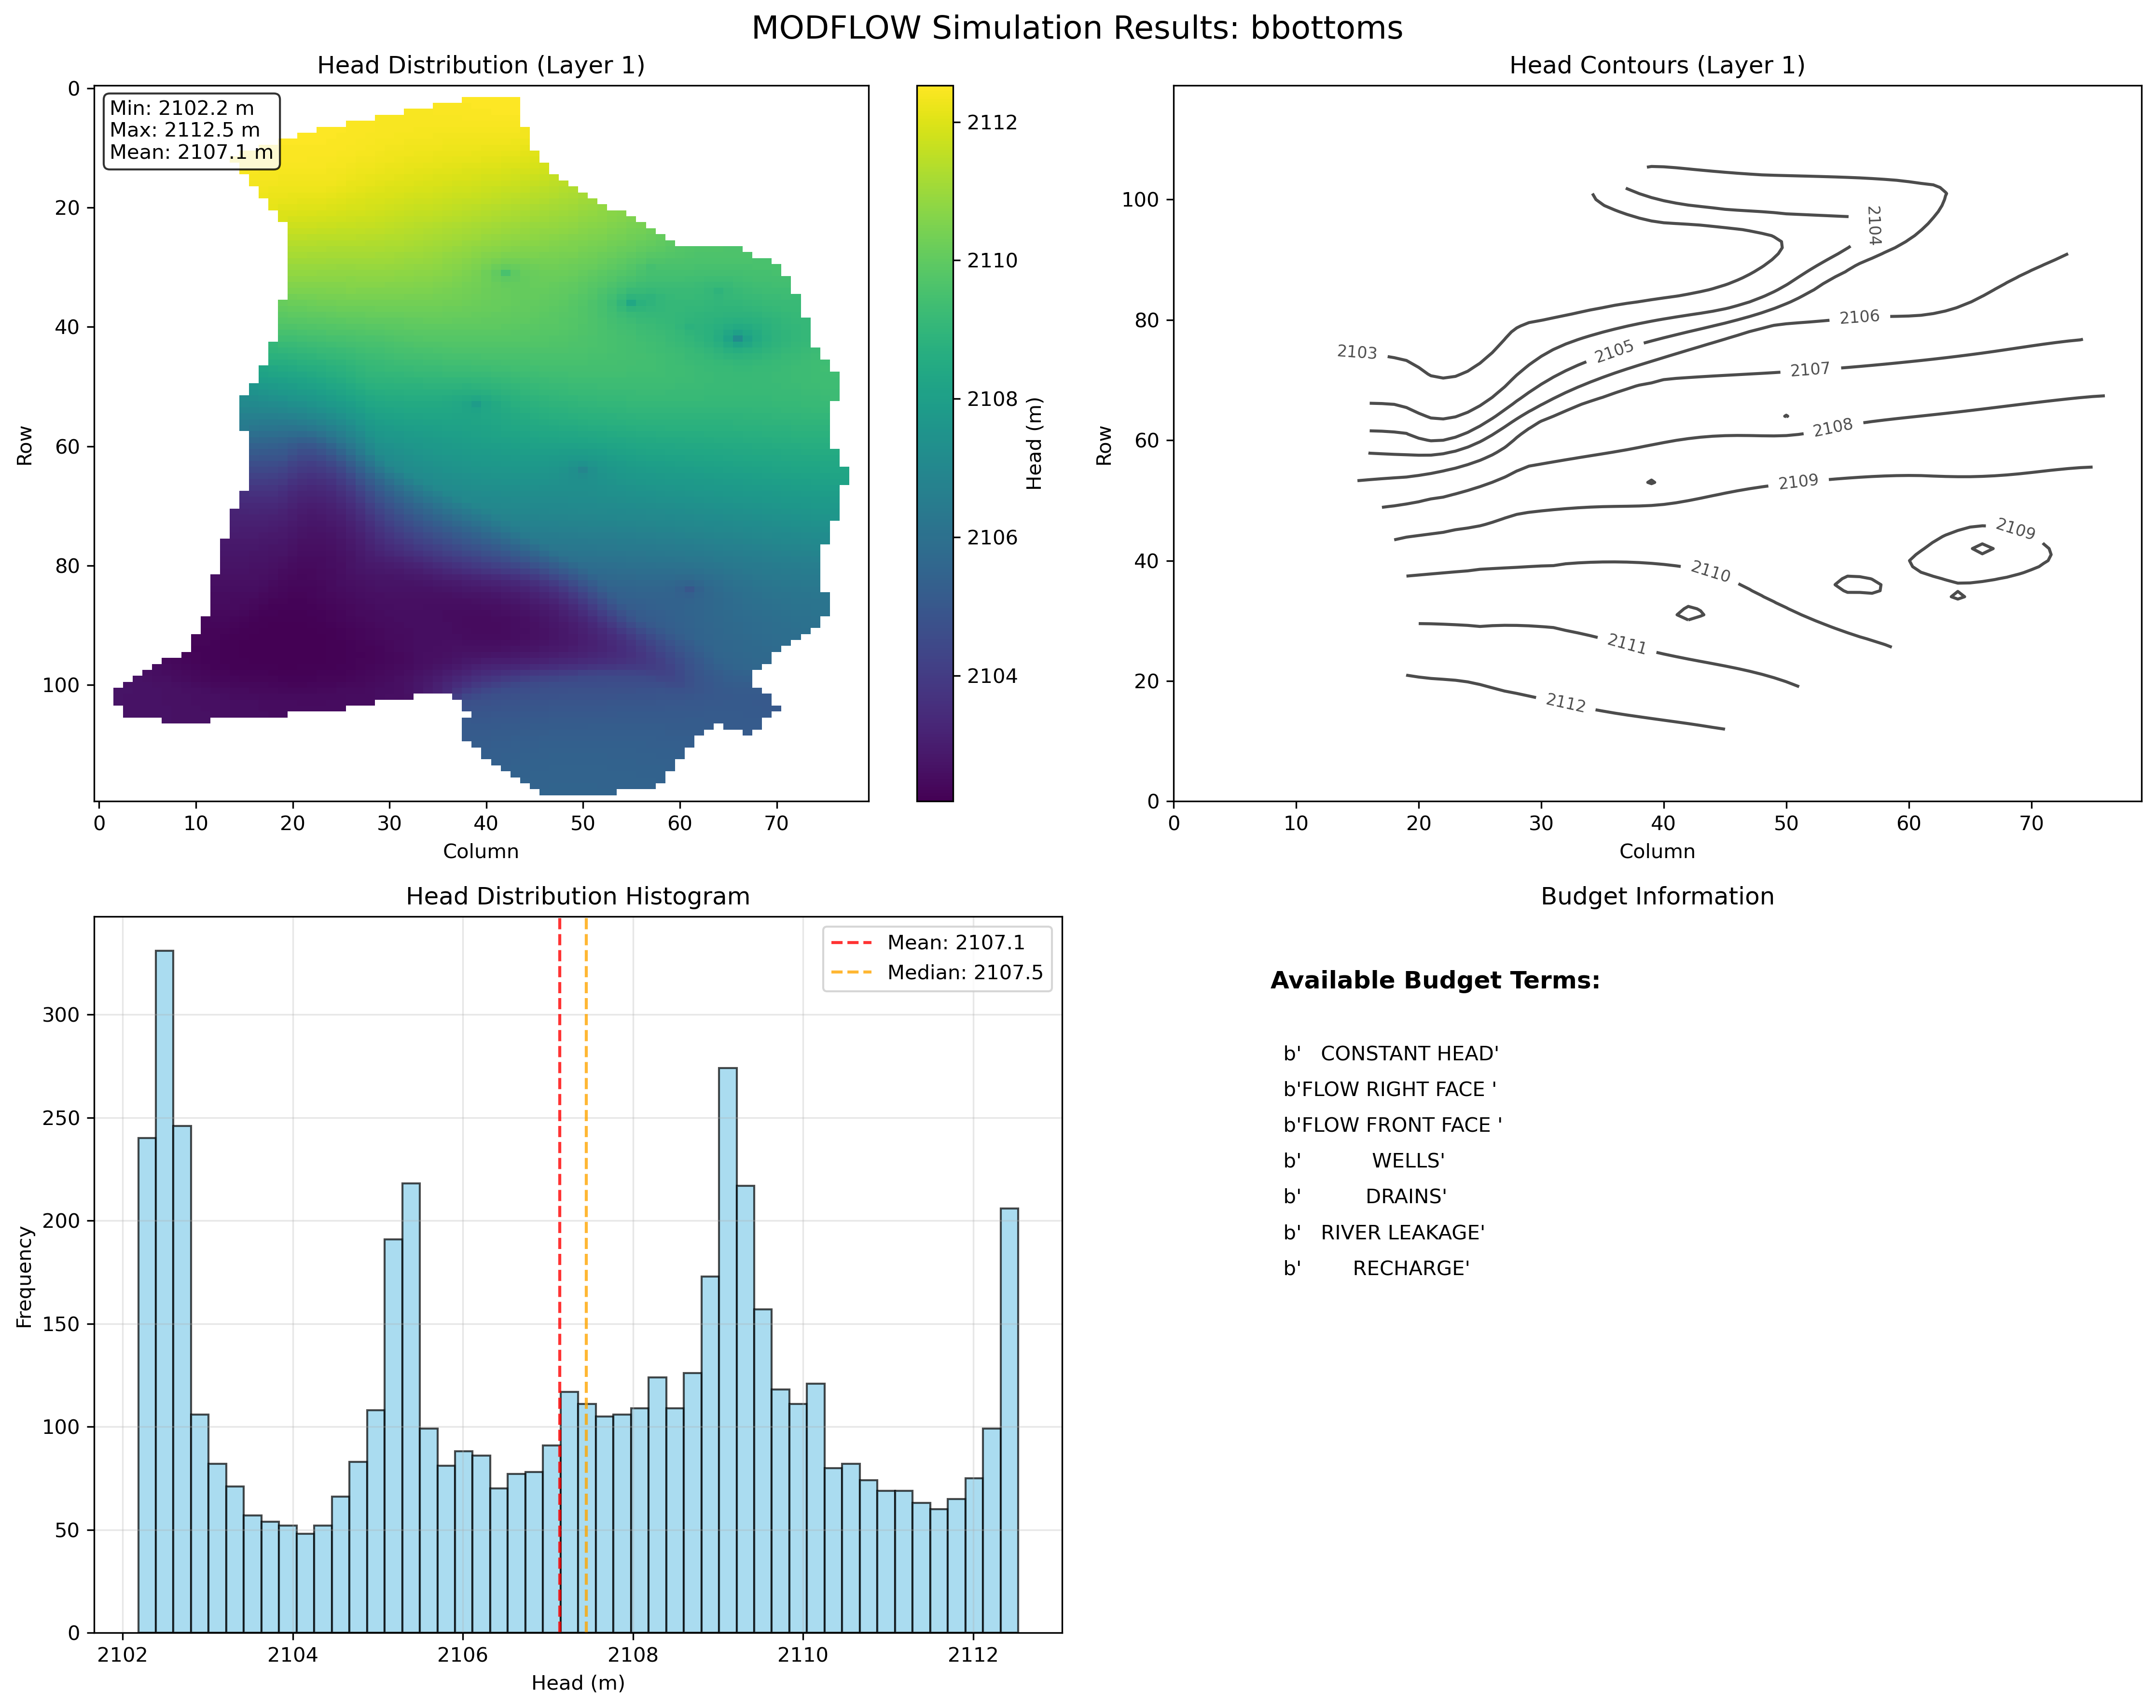 MODFLOW Simulation Results: bbottoms
Head Distribution (Layer 1)
Min: 2102.2 m
Max: 2112.5 m
Mean: 2107.1 m
0
20
40
60
80
100
Row
0 10 20 30 40 50 60 70
Column
2112
2110
2108
2106
2104
Head (m)
Head Contours (Layer 1)
100
80
60
40
20
0
Row
0 10 20 30 40 50 60 70
Column
2104
2106
2103
2105
2107
2108
2109
2109
2110
2111
2112
Head Distribution Histogram
Mean: 2107.1
Median: 2107.5
300
250
200
150
100
50
0
Frequency
2102 2104 2106 2108 2110 2112
Head (m)
Budget Information
Available Budget Terms:
b'   CONSTANT HEAD'
b'FLOW RIGHT FACE '
b'FLOW FRONT FACE '
b'           WELLS'
b'          DRAINS'
b'   RIVER LEAKAGE'
b'        RECHARGE'